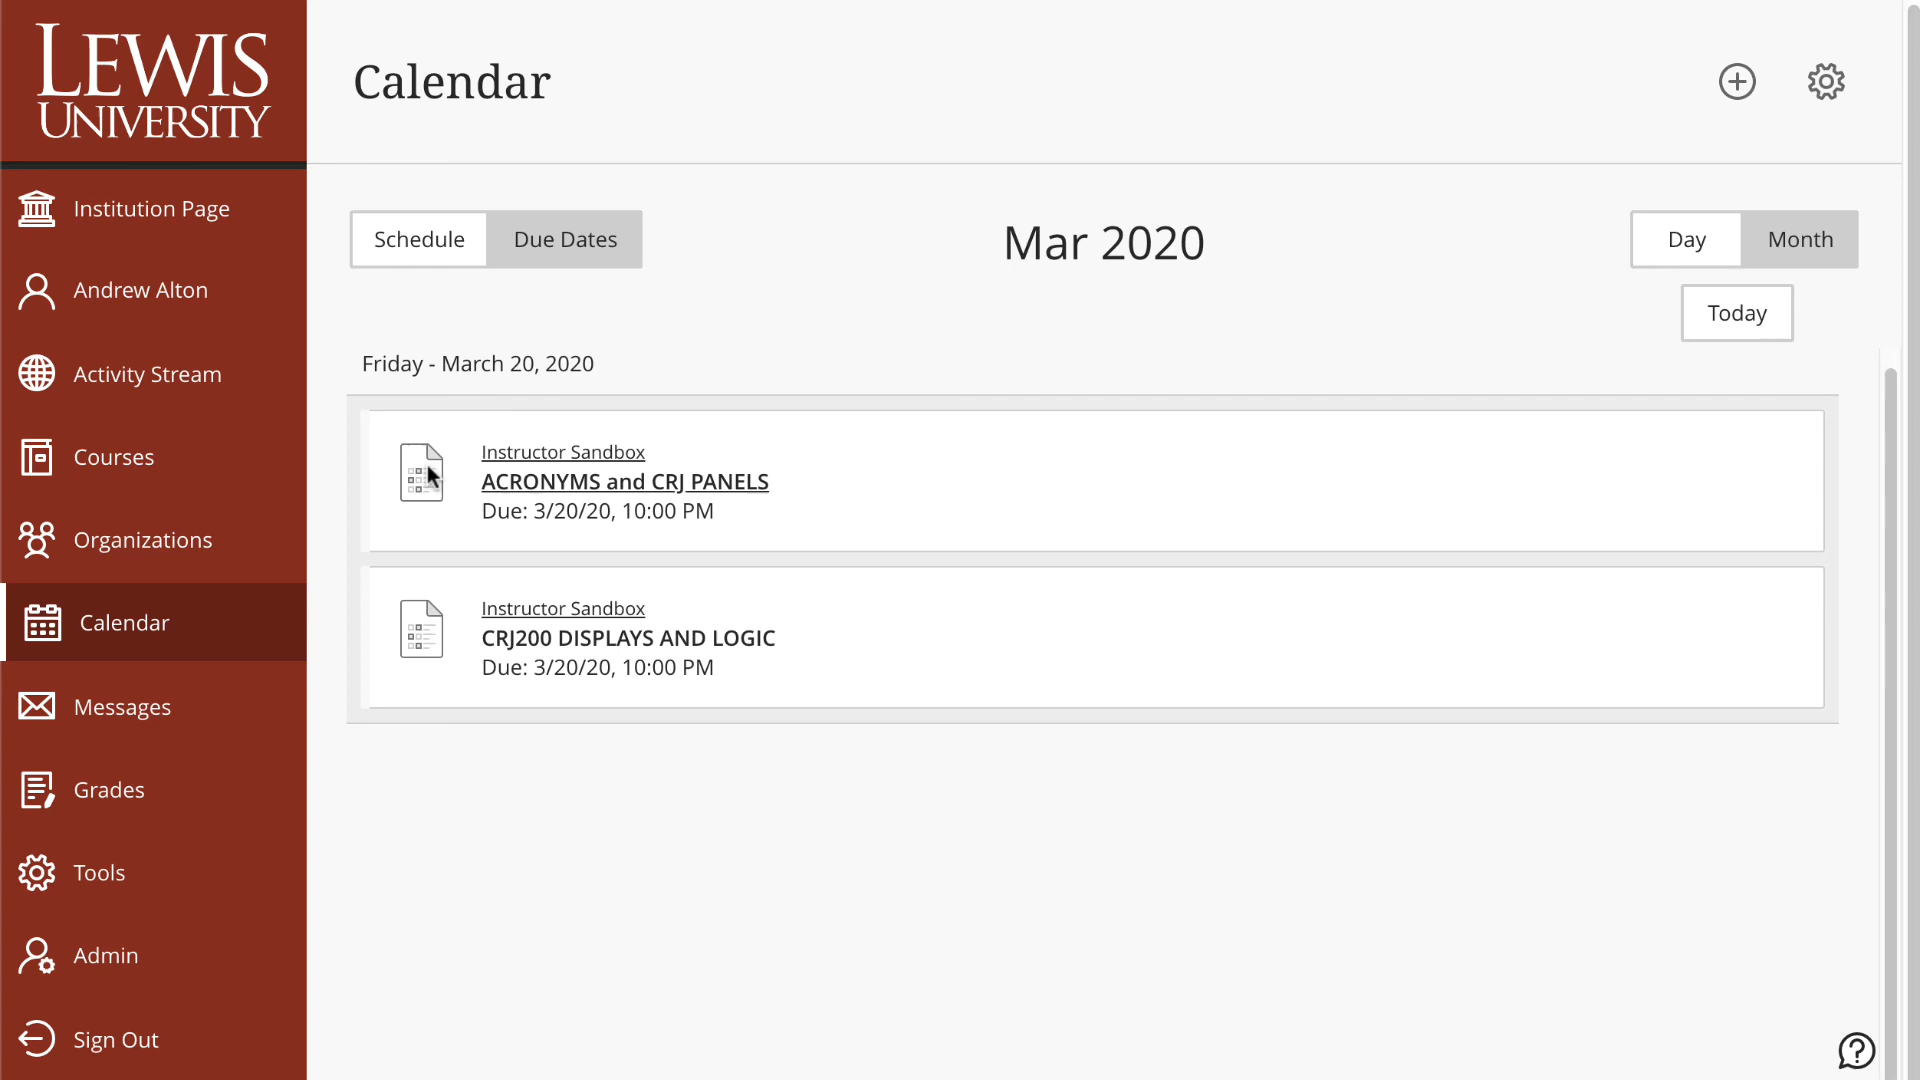 LEWIS
UNIVERSITY
Institution Page
Andrew Alton
Activity Stream
Courses
Organizations
Calendar
Messages
Grades
Tools
Admin
Sign Out
Calendar
Schedule
Due Dates
Mar 2020
Day
Month
Today
Friday - March 20, 2020
Instructor Sandbox
ACRONYMS and CRJ PANELS
Due: 3/20/20, 10:00 PM
Instructor Sandbox
CRJ200 DISPLAYS AND LOGIC
Due: 3/20/20, 10:00 PM